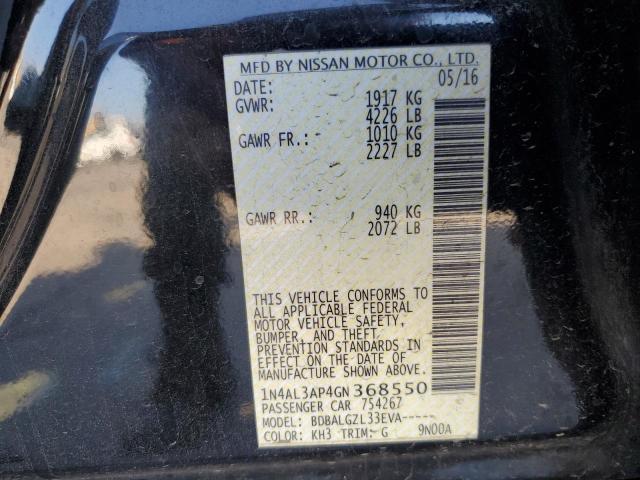 MFD BY NISSAN MOTOR CO., LTD.
DATE: 05/16
GVWR: 1917 KG
4226 LB
GAWR FR.: 1010 KG
2227 LB
GAWR RR.: 940 KG
2072 LB
THIS VEHICLE CONFORMS TO
ALL APPLICABLE FEDERAL
MOTOR VEHICLE SAFETY,
BUMPER, AND THEFT
PREVENTION STANDARDS IN
EFFECT ON THE DATE OF
MANUFACTURE SHOWN ABOVE.
1N4AL3AP4GN368550
PASSENGER CAR 754267
MODEL: BDBALGZL33EVA-----
COLOR: KH3 TRIM: G 9N00A